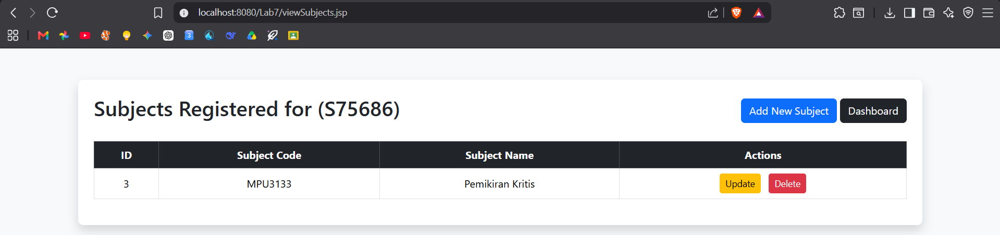 localhost:8080/Lab7/viewSubjects.jsp
3
Subjects Registered for (S75686)
Add New Subject Dashboard
ID Subject Code Subject Name Actions
3 MPU3133 Pemikiran Kritis Update Delete